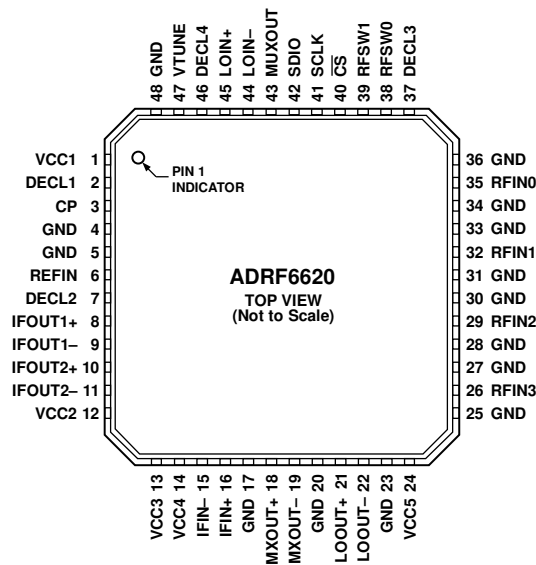 48 GND
47 VTUNE
46 DECL4
45 LOIN+
44 LOIN–
43 MUXOUT
42 SDIO
41 SCLK
40 CS
39 RFSW1
38 RFSW0
37 DECL3
VCC1 1
DECL1 2
CP 3
GND 4
GND 5
REFIN 6
DECL2 7
IFOUT1+ 8
IFOUT1– 9
IFOUT2+ 10
IFOUT2– 11
VCC2 12
PIN 1
INDICATOR
ADRF6620
TOP VIEW
(Not to Scale)
36 GND
35 RFIN0
34 GND
33 GND
32 RFIN1
31 GND
30 GND
29 RFIN2
28 GND
27 GND
26 RFIN3
25 GND
VCC3 13
VCC4 14
IFIN– 15
IFIN+ 16
GND 17
MXOUT+ 18
MXOUT– 19
GND 20
LOOUT+ 21
LOOUT– 22
GND 23
VCC5 24